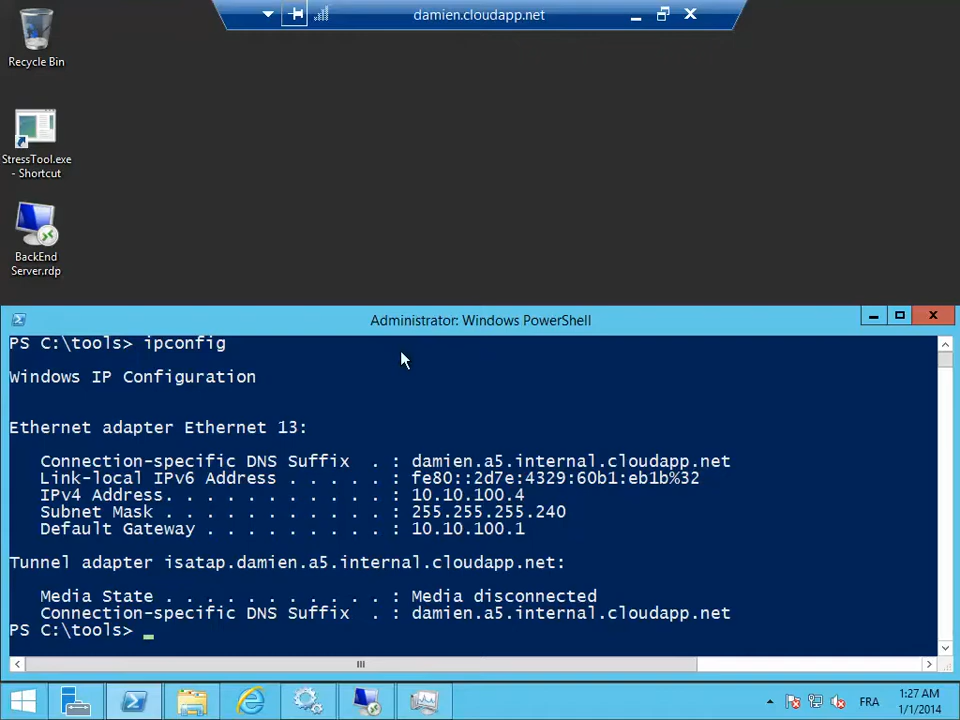 damien.cloudapp.net
Recycle Bin
StressTool.exe
- Shortcut
BackEnd
Server.rdp
Administrator: Windows PowerShell
PS C:\tools> ipconfig
Windows IP Configuration
Ethernet adapter Ethernet 13:
Connection-specific DNS Suffix  . : damien.a5.internal.cloudapp.net
Link-local IPv6 Address . . . . . : fe80::2d7e:4329:60b1:eb1b%32
IPv4 Address. . . . . . . . . . . : 10.10.100.4
Subnet Mask . . . . . . . . . . . : 255.255.255.240
Default Gateway . . . . . . . . . : 10.10.100.1
Tunnel adapter isatap.damien.a5.internal.cloudapp.net:
Media State . . . . . . . . . . . : Media disconnected
Connection-specific DNS Suffix  . : damien.a5.internal.cloudapp.net
PS C:\tools>
FRA
1:27 AM
1/1/2014